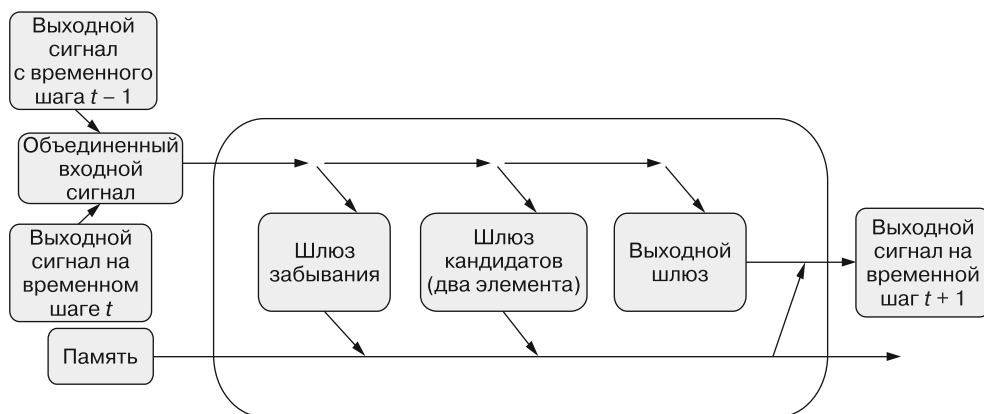 Выходной
сигнал
с временного
шага t – 1
Объединенный
входной
сигнал
Выходной
сигнал на
временном
шаге t
Память
Шлюз
забывания
Шлюз
кандидатов
(два элемента)
Выходной
шлюз
Выходной
сигнал на
временной
шаг t + 1